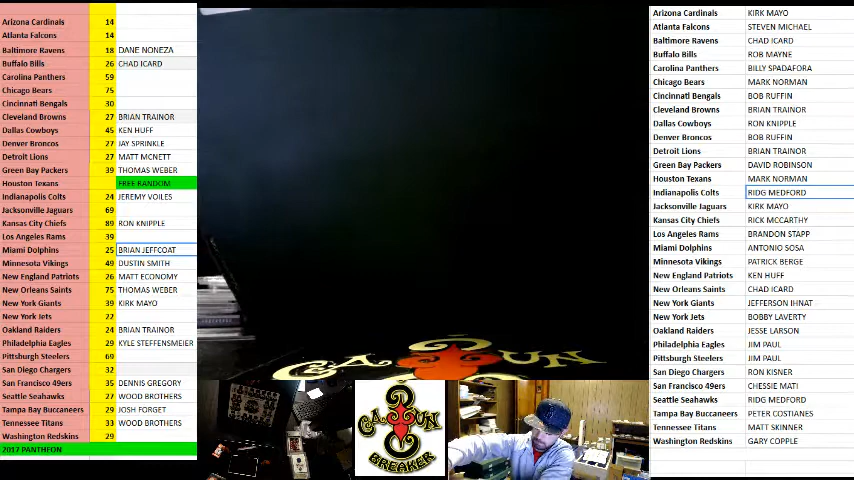 Arizona Cardinals 14
Atlanta Falcons 14
Baltimore Ravens 18 DANE NONEZA
Buffalo Bills 26 CHAD ICARD
Carolina Panthers 59
Chicago Bears 75
Cincinnati Bengals 30
Cleveland Browns 27 BRIAN TRAINOR
Dallas Cowboys 45 KEN HUFF
Denver Broncos 27 JAY SPRINKLE
Detroit Lions 27 MATT MCNETT
Green Bay Packers 39 THOMAS WEBER
Houston Texans FREE RANDOM
Indianapolis Colts 24 JEREMY VOILES
Jacksonville Jaguars 69
Kansas City Chiefs 89 RON KNIPPLE
Los Angeles Rams 39
Miami Dolphins 25 BRIAN JEFFCOAT
Minnesota Vikings 49 DUSTIN SMITH
New England Patriots 26 MATT ECONOMY
New Orleans Saints 75 THOMAS WEBER
New York Giants 39 KIRK MAYO
New York Jets 22
Oakland Raiders 24 BRIAN TRAINOR
Philadelphia Eagles 29 KYLE STEFFENSMEIER
Pittsburgh Steelers 69
San Diego Chargers 32
San Francisco 49ers 35 DENNIS GREGORY
Seattle Seahawks 27 WOOD BROTHERS
Tampa Bay Buccaneers 29 JOSH FORGET
Tennessee Titans 33 WOOD BROTHERS
Washington Redskins 29
2017 PANTHEON
CAJUN
CAJUN
BREAKER
Arizona Cardinals KIRK MAYO
Atlanta Falcons STEVEN MICHAEL
Baltimore Ravens CHAD ICARD
Buffalo Bills ROB MAYNE
Carolina Panthers BILLY SPADAFORA
Chicago Bears MARK NORMAN
Cincinnati Bengals BOB RUFFIN
Cleveland Browns BRIAN TRAINOR
Dallas Cowboys RON KNIPPLE
Denver Broncos BOB RUFFIN
Detroit Lions BRIAN TRAINOR
Green Bay Packers DAVID ROBINSON
Houston Texans MARK NORMAN
Indianapolis Colts RIDG MEDFORD
Jacksonville Jaguars KIRK MAYO
Kansas City Chiefs RICK MCCARTHY
Los Angeles Rams BRANDON STAPP
Miami Dolphins ANTONIO SOSA
Minnesota Vikings PATRICK BERGE
New England Patriots KEN HUFF
New Orleans Saints CHAD ICARD
New York Giants JEFFERSON IHNAT
New York Jets BOBBY LAVERTY
Oakland Raiders JESSE LARSON
Philadelphia Eagles JIM PAUL
Pittsburgh Steelers JIM PAUL
San Diego Chargers RON KISNER
San Francisco 49ers CHESSIE MATI
Seattle Seahawks RIDG MEDFORD
Tampa Bay Buccaneers PETER COSTIANES
Tennessee Titans MATT SKINNER
Washington Redskins GARY COPPLE